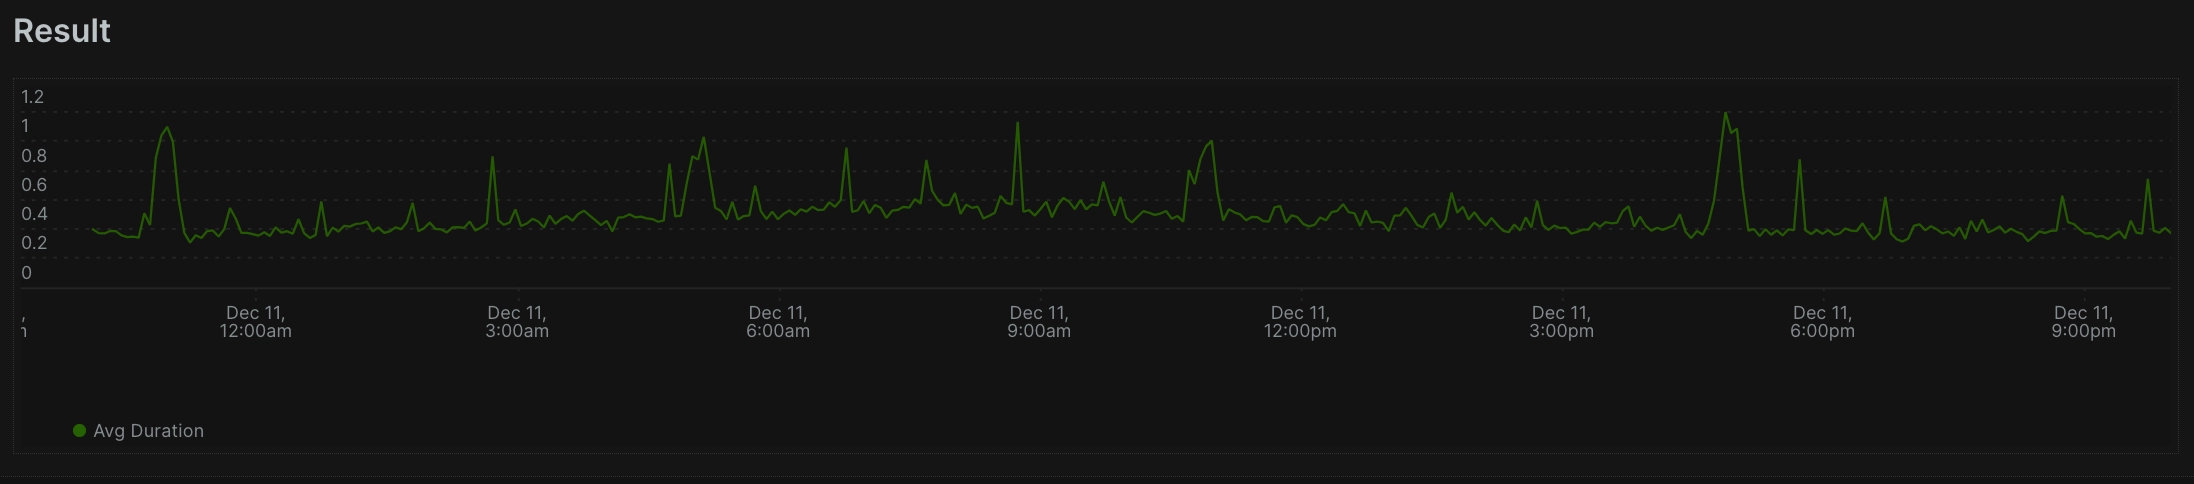 Result
1.2
1
0.8
0.6
0.4
0.2
0
Dec 11,
12:00am
Dec 11,
3:00am
Dec 11,
6:00am
Dec 11,
9:00am
Dec 11,
12:00pm
Dec 11,
3:00pm
Dec 11,
6:00pm
Dec 11,
9:00pm
Avg Duration